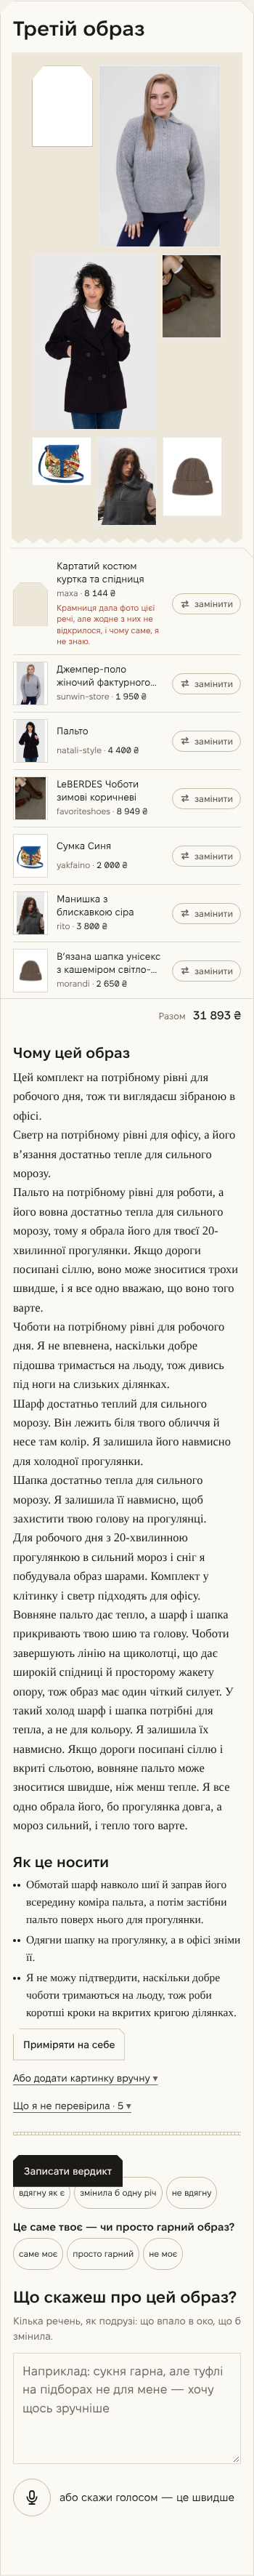 Третій образ
Картатий костюм
куртка та спідниця
maxa · 8 144 ₴
Крамниця дала фото цієї
речі, але жодне з них не
відкрилося, і чому саме, я
не знаю.
замінити
Джемпер-поло
жіночий фактурного…
sunwin-store · 1 950 ₴
замінити
Пальто
natali-style · 4 400 ₴
замінити
LeBERDES Чоботи
зимові коричневі
favoriteshoes · 8 949 ₴
замінити
Сумка Синя
yakfaino · 2 000 ₴
замінити
Манишка з
блискавкою сіра
rito · 3 800 ₴
замінити
В’язана шапка унісекс
з кашеміром світло-…
morandi · 2 650 ₴
замінити
Разом 31 893 ₴
Чому цей образ
Цей комплект на потрібному рівні для
робочого дня, тож ти виглядаєш зібраною в
офісі.
Светр на потрібному рівні для офісу, а його
в’язання достатньо тепле для сильного
морозу.
Пальто на потрібному рівні для роботи, а
його вовна достатньо тепла для сильного
морозу, тому я обрала його для твоєї 20-
хвилинної прогулянки. Якщо дороги
посипані сіллю, воно може зноситися трохи
швидше, і я все одно вважаю, що воно того
варте.
Чоботи на потрібному рівні для робочого
дня. Я не впевнена, наскільки добре
підошва тримається на льоду, тож дивись
під ноги на слизьких ділянках.
Шарф достатньо теплий для сильного
морозу. Він лежить біля твого обличчя й
несе там колір. Я залишила його навмисно
для холодної прогулянки.
Шапка достатньо тепла для сильного
морозу. Я залишила її навмисно, щоб
захистити твою голову на прогулянці.
Для робочого дня з 20-хвилинною
прогулянкою в сильний мороз і сніг я
побудувала образ шарами. Комплект у
клітинку і светр підходять для офісу.
Вовняне пальто дає тепло, а шарф і шапка
прикривають твою шию та голову. Чоботи
завершують лінію на щиколотці, що дає
широкій спідниці й просторому жакету
опору, тож образ має один чіткий силует. У
такий холод шарф і шапка потрібні для
тепла, а не для кольору. Я залишила їх
навмисно. Якщо дороги посипані сіллю і
вкриті сльотою, вовняне пальто може
зноситися швидше, ніж менш тепле. Я все
одно обрала його, бо прогулянка довга, а
мороз сильний, і тепло того варте.
Як це носити
Обмотай шарф навколо шиї й заправ його
всередину коміра пальта, а потім застібни
пальто поверх нього для прогулянки.
Одягни шапку на прогулянку, а в офісі зніми
її.
Я не можу підтвердити, наскільки добре
чоботи тримаються на льоду, тож роби
коротші кроки на вкритих кригою ділянках.
Приміряти на себе
Або додати картинку вручну ▾
Що я не перевірила · 5 ▾
Записати вердикт
вдягну як є
змінила б одну річ
не вдягну
Це саме твоє — чи просто гарний образ?
саме моє
просто гарний
не моє
Що скажеш про цей образ?
Кілька речень, як подрузі: що впало в око, що б
змінила.
Наприклад: сукня гарна, але туфлі
на підборах не для мене — хочу
щось зручніше
або скажи голосом — це швидше